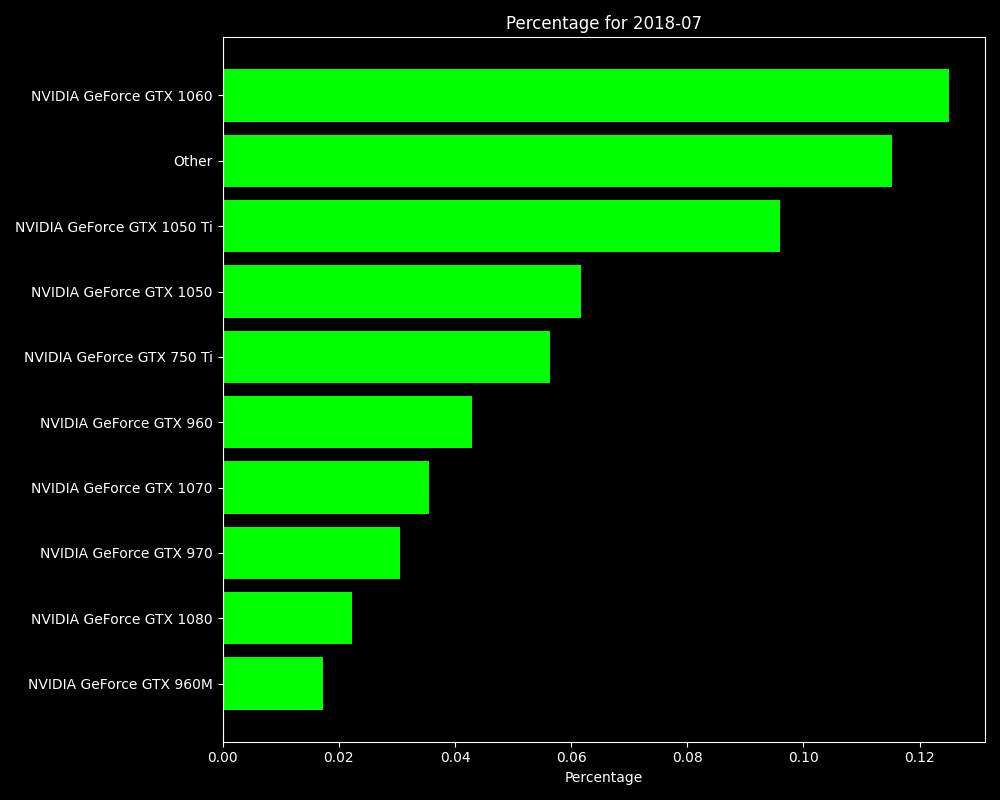 Percentage for 2018-07
NVIDIA GeForce GTX 1060
Other
NVIDIA GeForce GTX 1050 Ti
NVIDIA GeForce GTX 1050
NVIDIA GeForce GTX 750 Ti
NVIDIA GeForce GTX 960
NVIDIA GeForce GTX 1070
NVIDIA GeForce GTX 970
NVIDIA GeForce GTX 1080
NVIDIA GeForce GTX 960M
0.00 0.02 0.04 0.06 0.08 0.10 0.12
Percentage